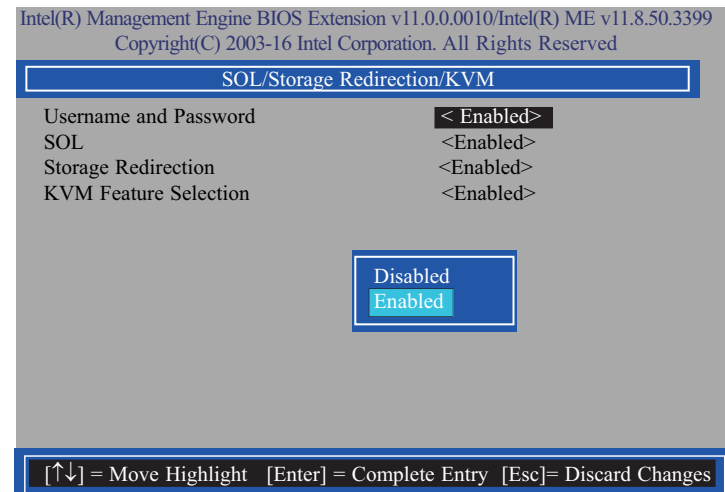 Intel(R) Management Engine BIOS Extension v11.0.0.0010/Intel(R) ME v11.8.50.3399
Copyright(C) 2003-16 Intel Corporation. All Rights Reserved
SOL/Storage Redirection/KVM
Username and Password < Enabled>
SOL <Enabled>
Storage Redirection <Enabled>
KVM Feature Selection <Enabled>
Disabled
Enabled
[↑↓] = Move Highlight [Enter] = Complete Entry [Esc]= Discard Changes